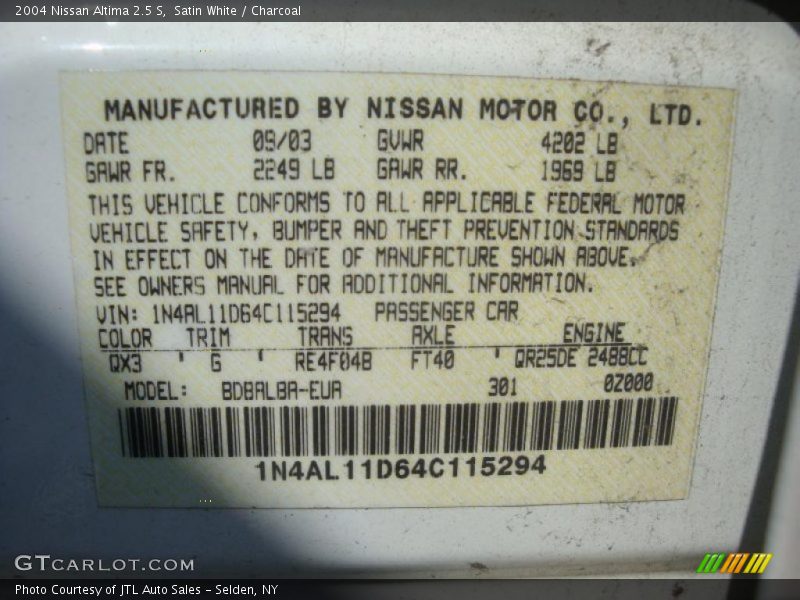 2004 Nissan Altima 2.5 S, Satin White / Charcoal
MANUFACTURED BY NISSAN MOTOR CO., LTD.
DATE 09/03 GVWR 4202 LB
GAWR FR. 2249 LB GAWR RR. 1969 LB
THIS VEHICLE CONFORMS TO ALL APPLICABLE FEDERAL MOTOR
VEHICLE SAFETY, BUMPER AND THEFT PREVENTION STANDARDS
IN EFFECT ON THE DATE OF MANUFACTURE SHOWN ABOVE.
SEE OWNERS MANUAL FOR ADDITIONAL INFORMATION.
VIN: 1N4AL11D64C115294 PASSENGER CAR
COLOR TRIM TRANS AXLE ENGINE
QX3 ' G ' RE4F04B FT40 ' QR25DE 2488CC
MODEL: BDBALBA-EUA 301 0Z000
1N4AL11D64C115294
GTCARLOT.COM
Photo Courtesy of JTL Auto Sales - Selden, NY